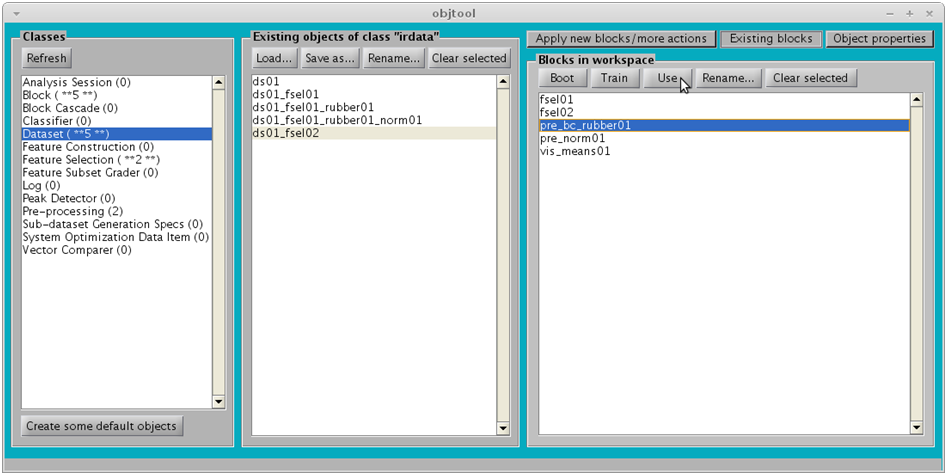 objtool
Classes
Refresh
Analysis Session (0)
Block ( **5 **)
Block Cascade (0)
Classifier (0)
Dataset ( **5 **)
Feature Construction (0)
Feature Selection ( **2 **)
Feature Subset Grader (0)
Log (0)
Peak Detector (0)
Pre-processing (2)
Sub-dataset Generation Specs (0)
System Optimization Data Item (0)
Vector Comparer (0)
Create some default objects
Existing objects of class "irdata"
Load... Save as... Rename... Clear selected
ds01
ds01_fsel01
ds01_fsel01_rubber01
ds01_fsel01_rubber01_norm01
ds01_fsel02
Apply new blocks/more actions Existing blocks Object properties
Blocks in workspace
Boot Train Use Rename... Clear selected
fsel01
fsel02
pre_bc_rubber01
pre_norm01
vis_means01